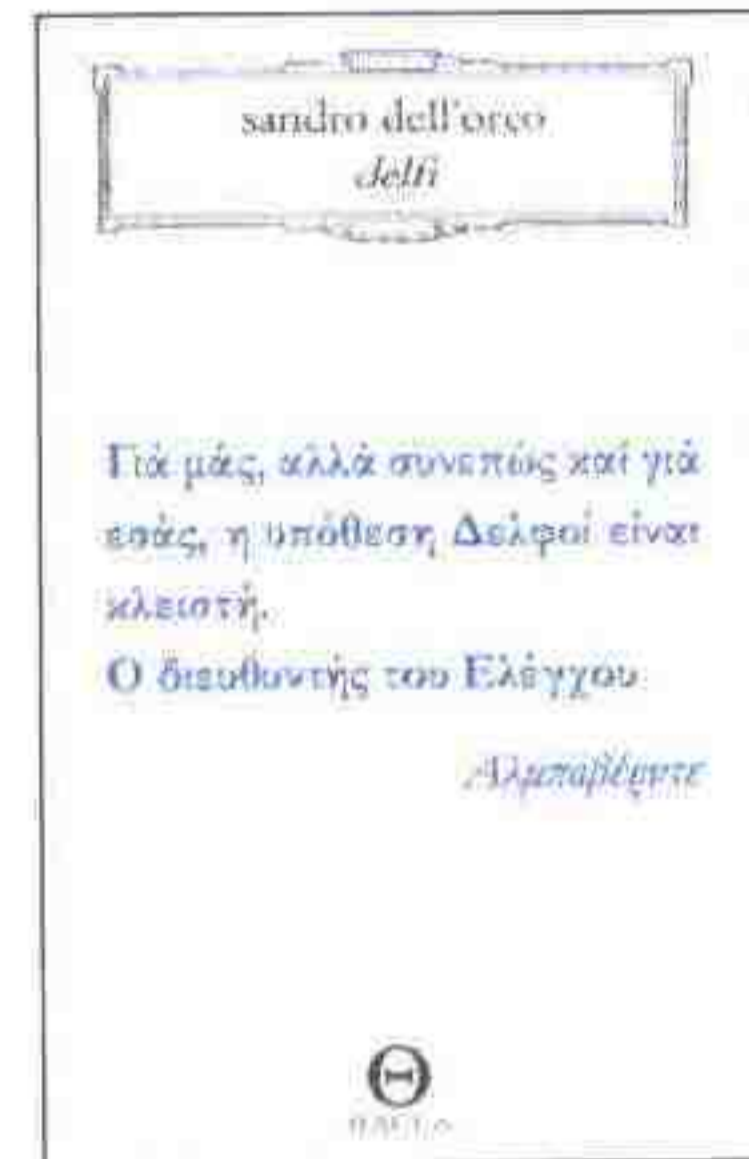 sandro dell'orco
delfi
Γιά μάς, αλλά συνεπώς καί γιά
εσάς, η υπόθεση Δελφοί είναι
κλειστή.
Ο διευθυντής του Ελέγχου
Αλμπαβέρντε
Θ